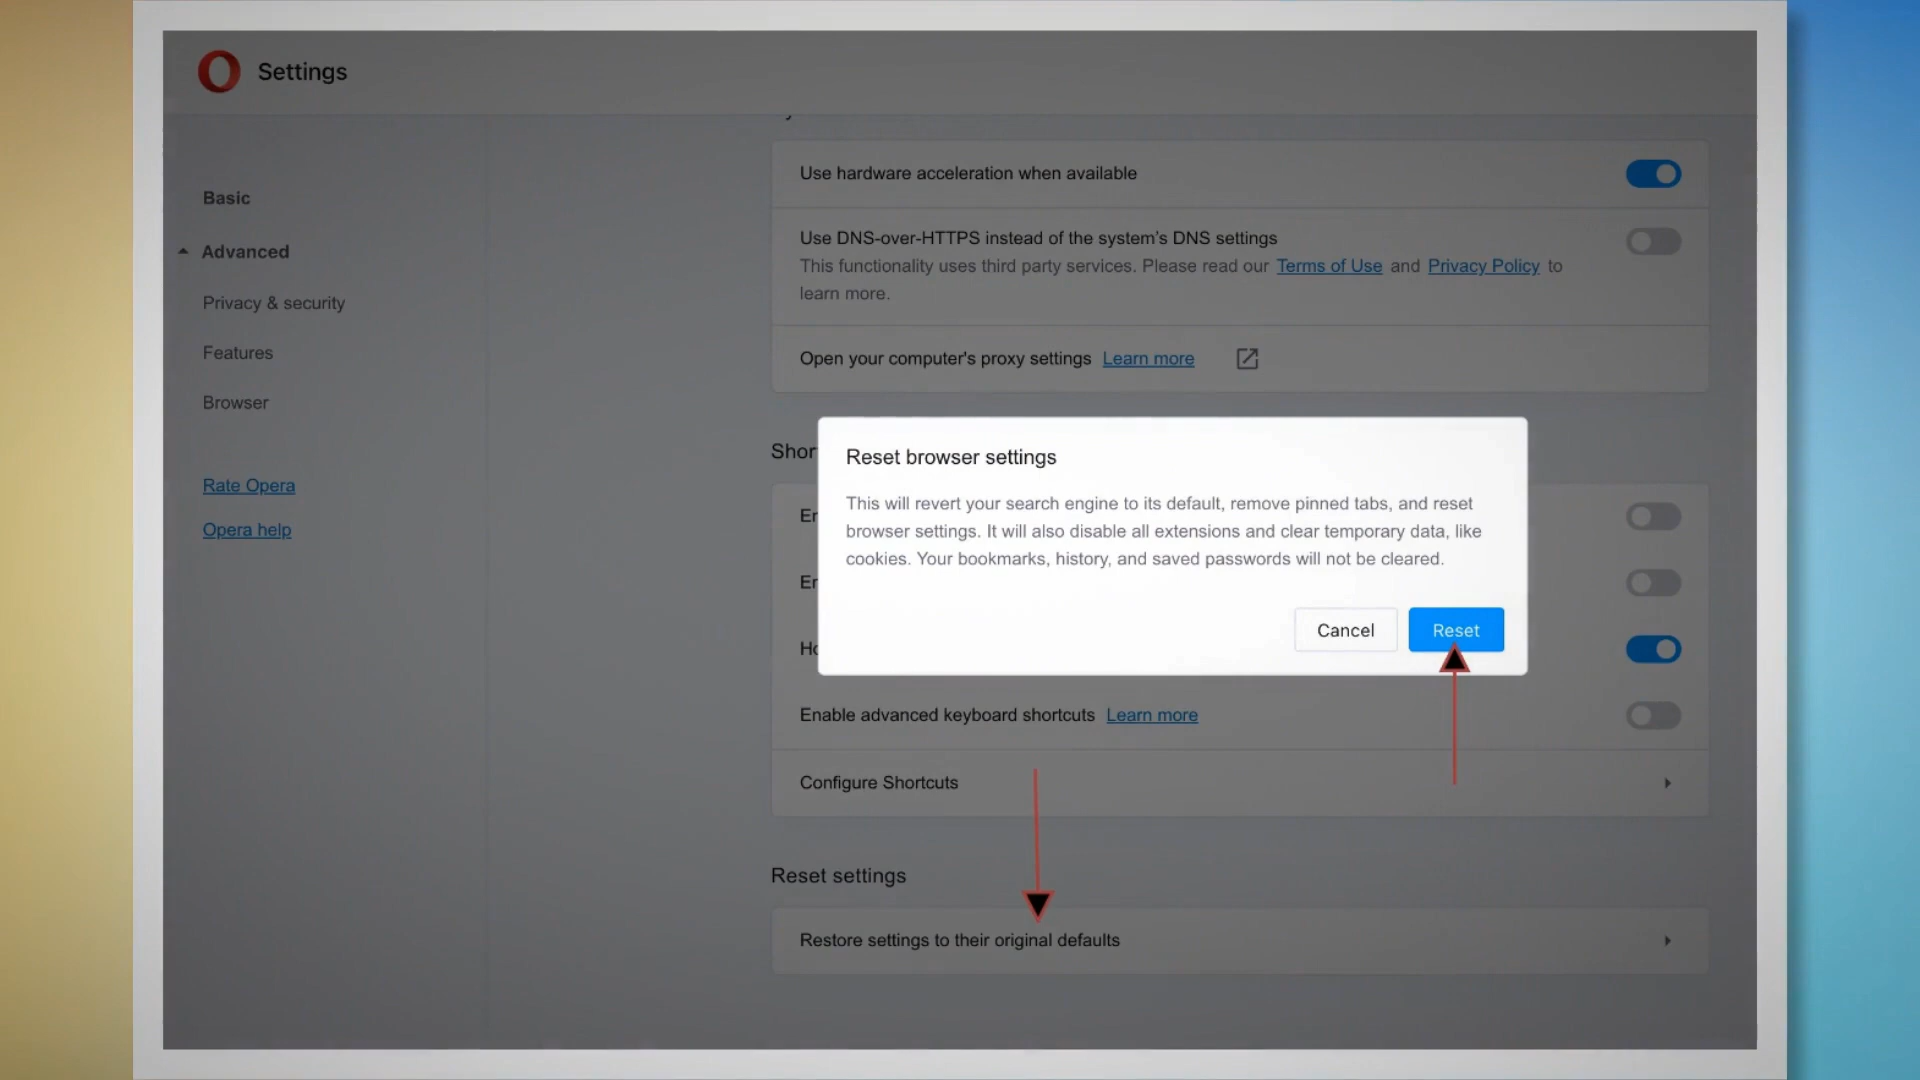 Settings
Basic
Advanced
Privacy & security
Features
Browser
Rate Opera
Opera help
Use hardware acceleration when available
Use DNS-over-HTTPS instead of the system's DNS settings
This functionality uses third party services. Please read our Terms of Use and Privacy Policy to
learn more.
Open your computer's proxy settings Learn more
Reset browser settings
This will revert your search engine to its default, remove pinned tabs, and reset
browser settings. It will also disable all extensions and clear temporary data, like
cookies. Your bookmarks, history, and saved passwords will not be cleared.
Cancel
Reset
Enable advanced keyboard shortcuts Learn more
Configure Shortcuts
Reset settings
Restore settings to their original defaults